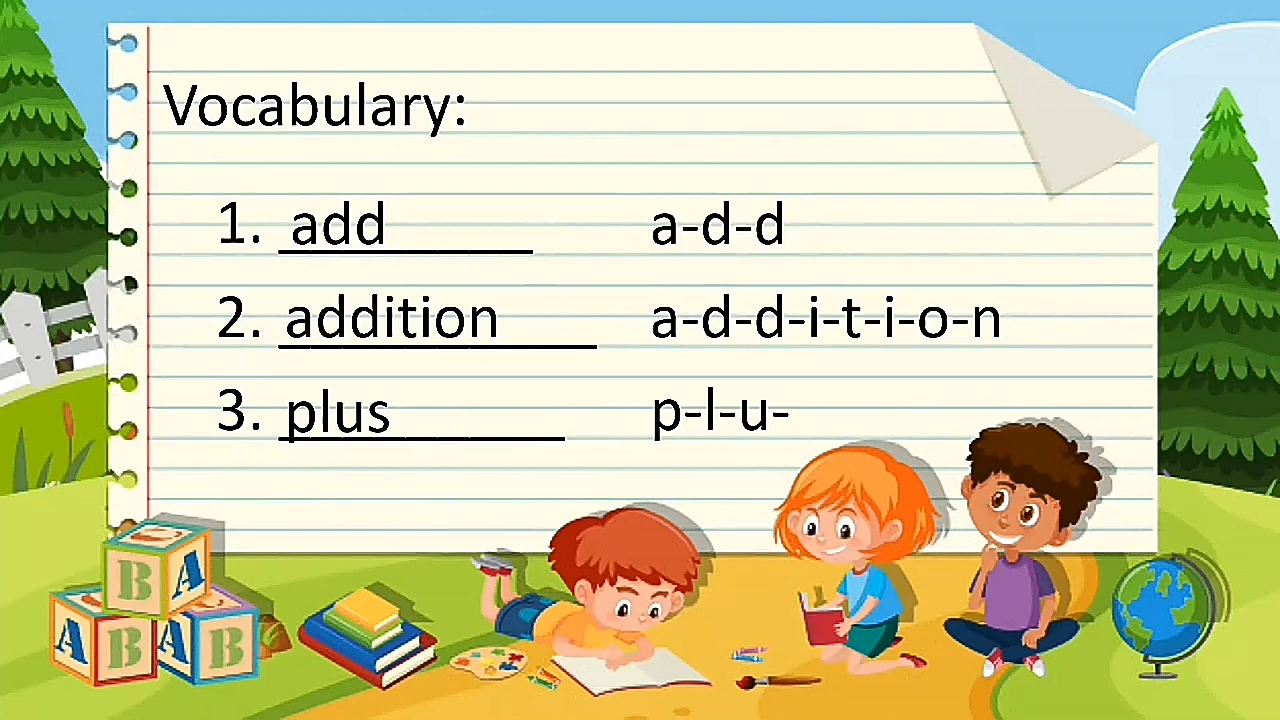 Vocabulary:
1. add a-d-d
2. addition a-d-d-i-t-i-o-n
3. plus p-l-u-
B A
A B A B